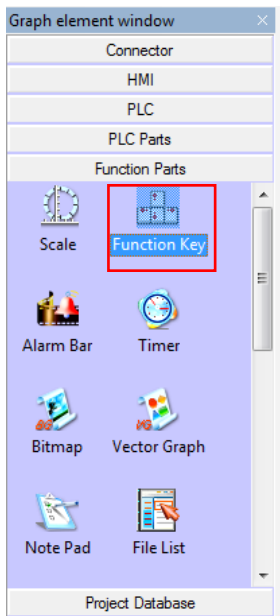 Graph element window
Connector
HMI
PLC
PLC Parts
Function Parts
Scale
Function Key
Alarm Bar
Timer
Bitmap
Vector Graph
Note Pad
File List
Project Database